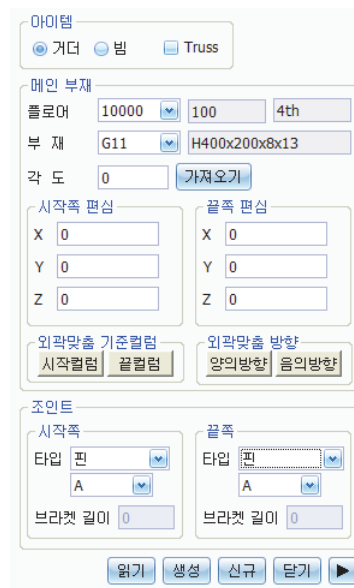 아이템
거더 빔 Truss
메인 부재
플로어 10000 100 4th
부 재 G11 H400x200x8x13
각 도 0 가져오기
시작쪽 편심 끝쪽 편심
X 0 X 0
Y 0 Y 0
Z 0 Z 0
외곽맞춤 기준컬럼 외곽맞춤 방향
시작컬럼 끝컬럼 양의방향 음의방향
조인트
시작쪽 끝쪽
타입 핀 타입 핀
A A
브라켓 길이 0 브라켓 길이 0
읽기 생성 신규 닫기